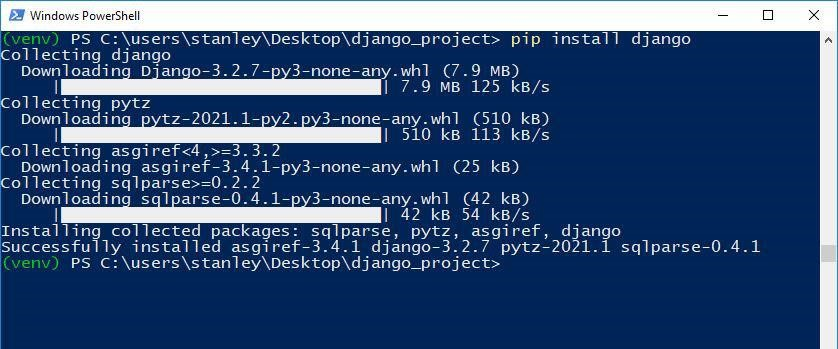 Windows PowerShell
(venv) PS C:\users\stanley\Desktop\django_project> pip install django
Collecting django
  Downloading Django-3.2.7-py3-none-any.whl (7.9 MB)
     |████████████████████████████████| 7.9 MB 125 kB/s
Collecting pytz
  Downloading pytz-2021.1-py2.py3-none-any.whl (510 kB)
     |████████████████████████████████| 510 kB 113 kB/s
Collecting asgiref<4,>=3.3.2
  Downloading asgiref-3.4.1-py3-none-any.whl (25 kB)
Collecting sqlparse>=0.2.2
  Downloading sqlparse-0.4.1-py3-none-any.whl (42 kB)
     |████████████████████████████████| 42 kB 54 kB/s
Installing collected packages: sqlparse, pytz, asgiref, django
Successfully installed asgiref-3.4.1 django-3.2.7 pytz-2021.1 sqlparse-0.4.1
(venv) PS C:\users\stanley\Desktop\django_project>